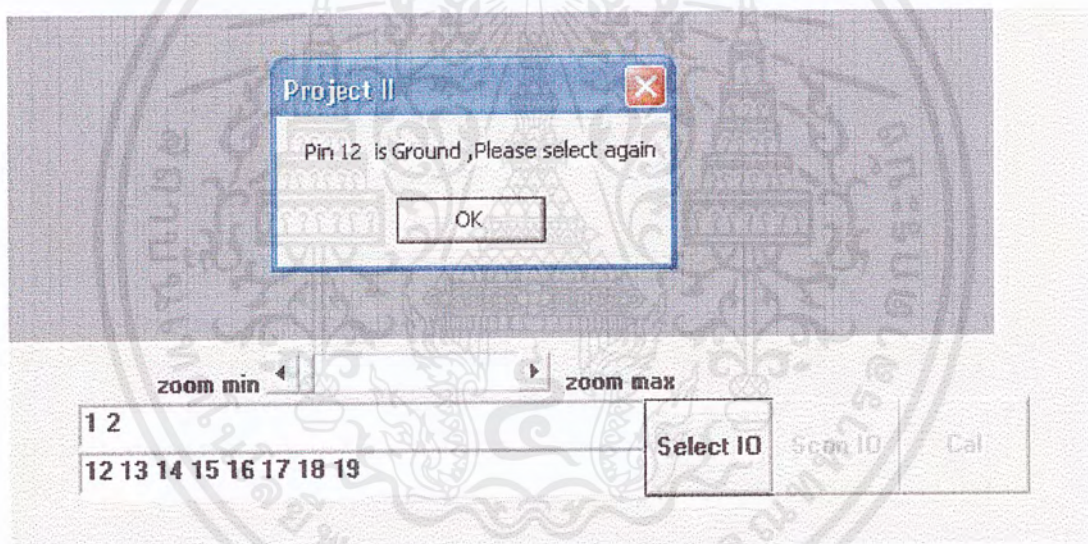 Project II
Pin 12 is Ground ,Please select again
OK
zoom min
zoom max
1 2
12 13 14 15 16 17 18 19
Select IO
Scan IO
Cal